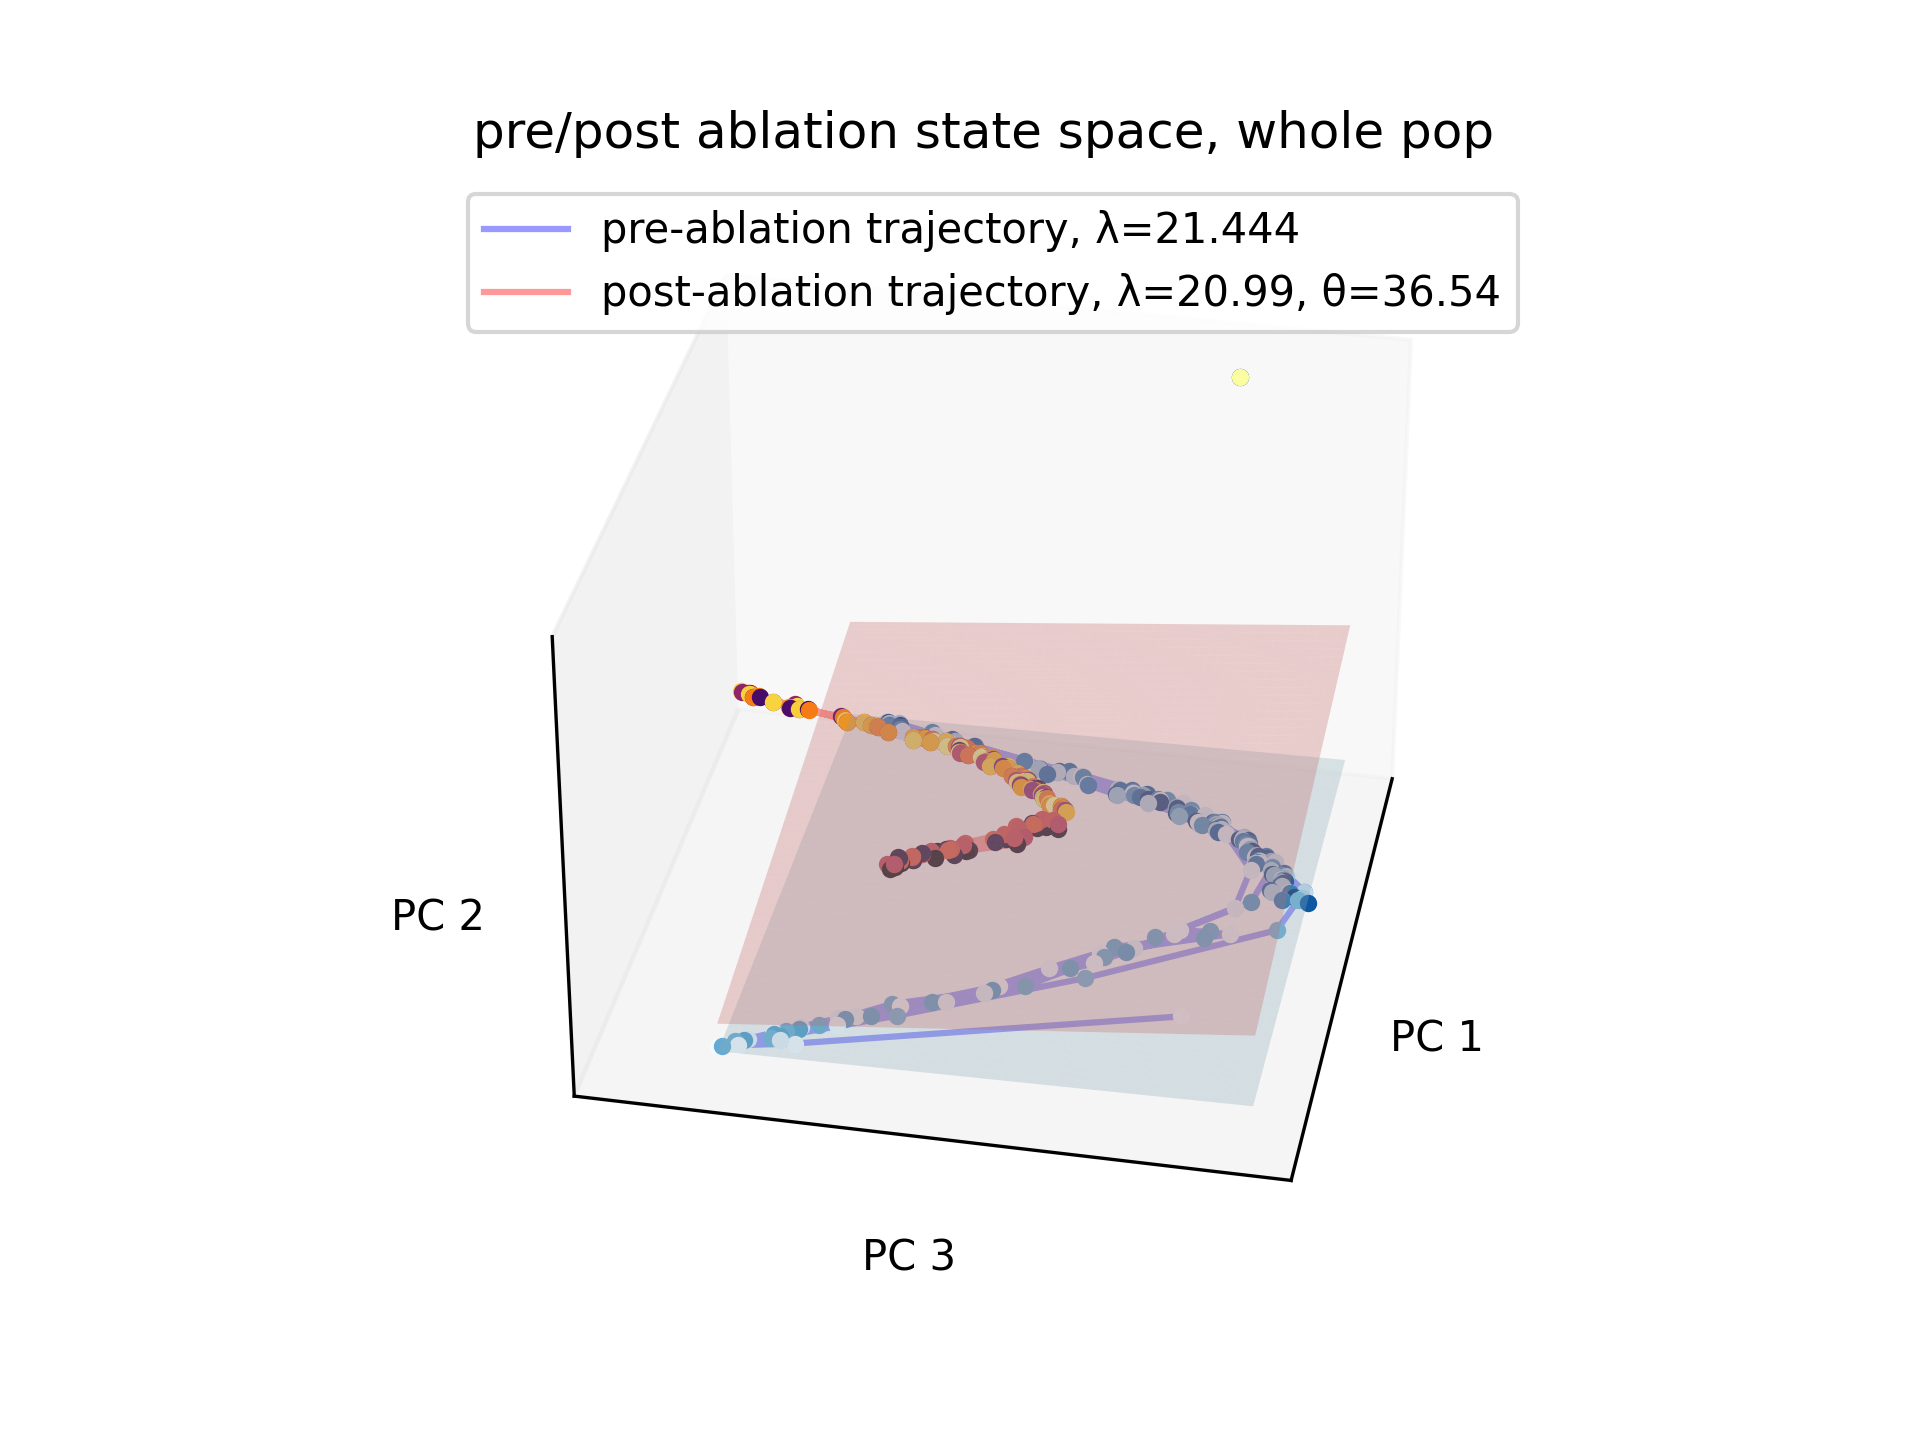 pre/post ablation state space, whole pop
pre-ablation trajectory, λ=21.444
post-ablation trajectory, λ=20.99, θ=36.54
PC 2
PC 1
PC 3